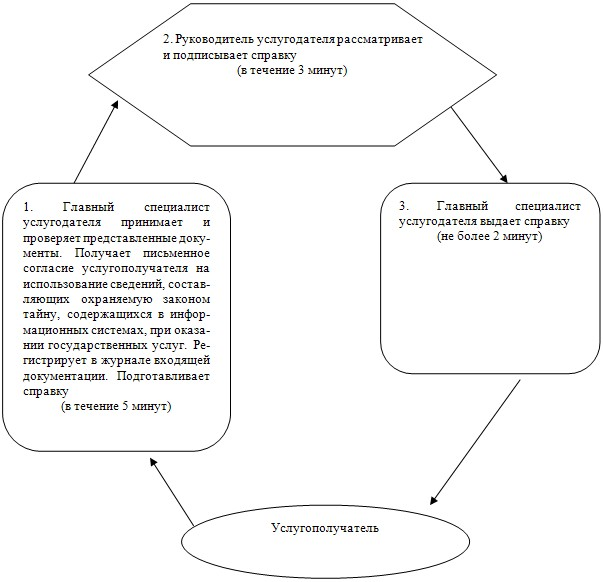 2. Руководитель услугодателя рассматривает
и подписывает справку
(в течение 3 минут)
1. Главный специалист
услугодателя принимает и
проверяет представленные доку-
менты. Получает письменное
согласие услугополучателя на
использование сведений, состав-
ляющих охраняемую законом
тайну, содержащихся в инфор-
мационных системах, при оказа-
нии государственных услуг. Ре-
гистрирует в журнале входящей
документации. Подготавливает
справку
(в течение 5 минут)
3. Главный специалист
услугодателя выдает справку
(не более 2 минут)
Услугополучатель